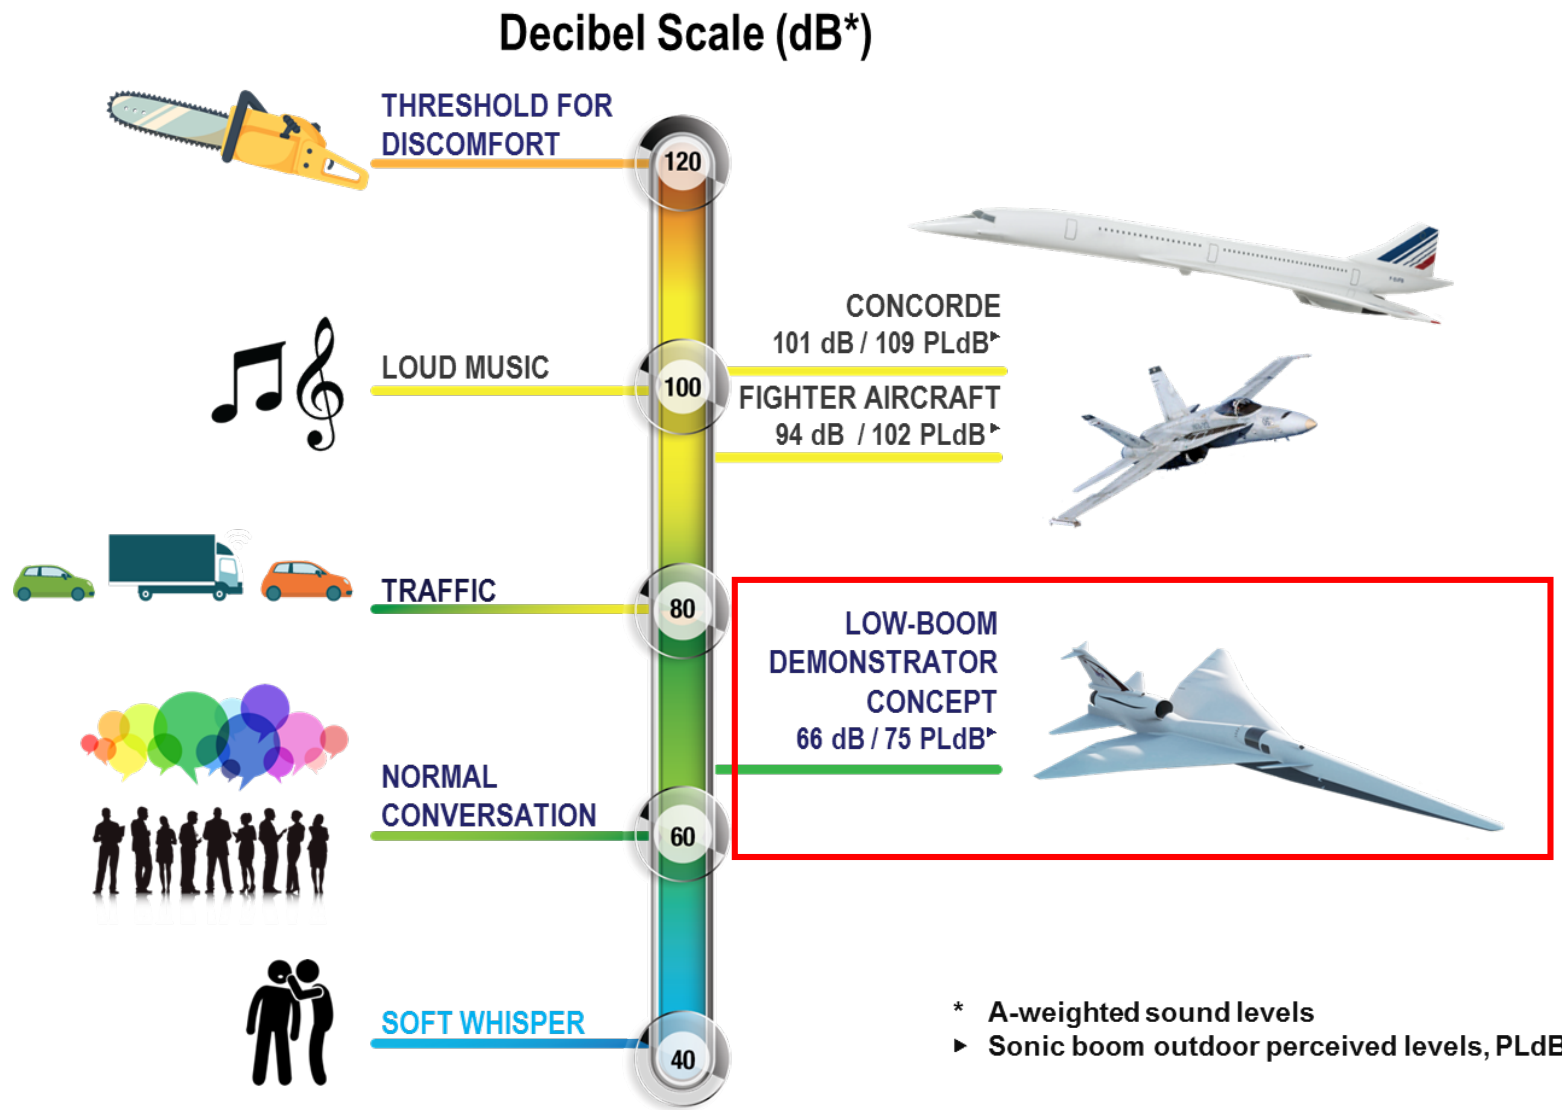 Decibel Scale (dB*)
THRESHOLD FOR
DISCOMFORT
120
CONCORDE
101 dB / 109 PLdB▸
LOUD MUSIC
100
FIGHTER AIRCRAFT
94 dB / 102 PLdB▸
TRAFFIC
80
LOW-BOOM
DEMONSTRATOR
CONCEPT
66 dB / 75 PLdB▸
NORMAL
CONVERSATION
60
SOFT WHISPER
40
* A-weighted sound levels
▸ Sonic boom outdoor perceived levels, PLdB